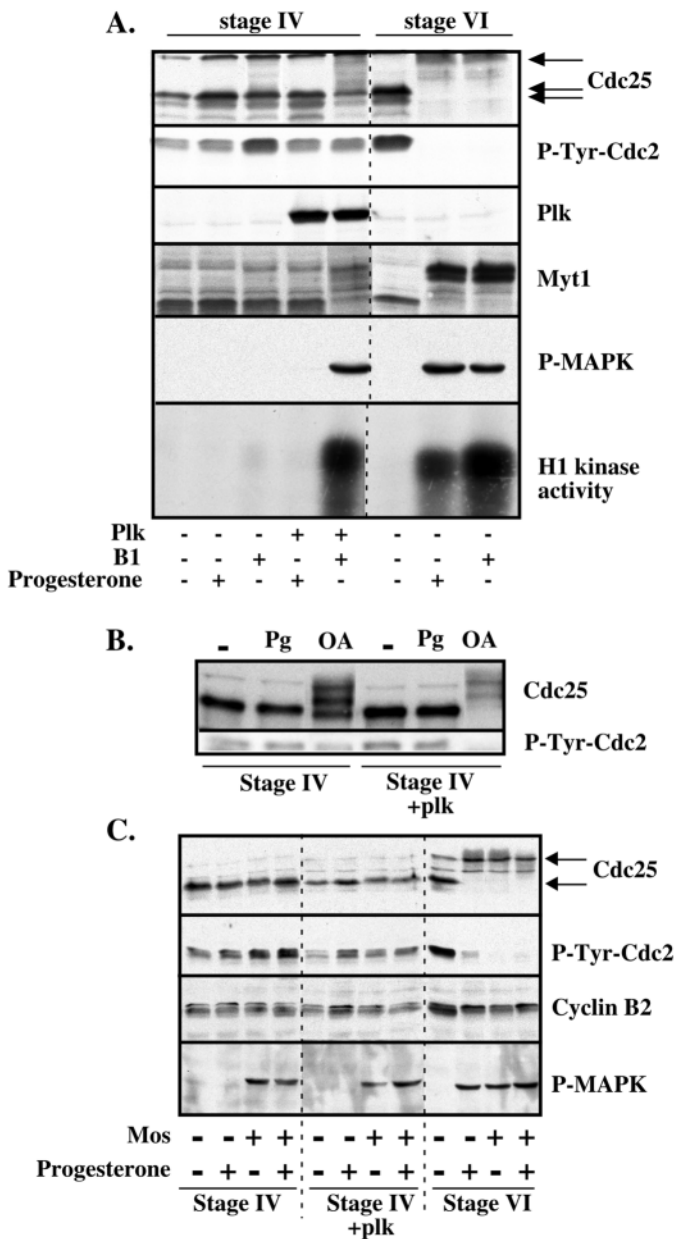 A.
stage IV stage VI
Cdc25
P-Tyr-Cdc2
Plk
Myt1
P-MAPK
H1 kinase
activity
Plk - - - + + - - -
B1 - - + - + - - +
Progesterone - + - + - - + -
B.
- Pg OA - Pg OA
Cdc25
P-Tyr-Cdc2
Stage IV Stage IV
+plk
C.
Cdc25
P-Tyr-Cdc2
Cyclin B2
P-MAPK
Mos - - + + - - + + - - + +
Progesterone - + - + - + - + - + - +
Stage IV Stage IV Stage VI
+plk